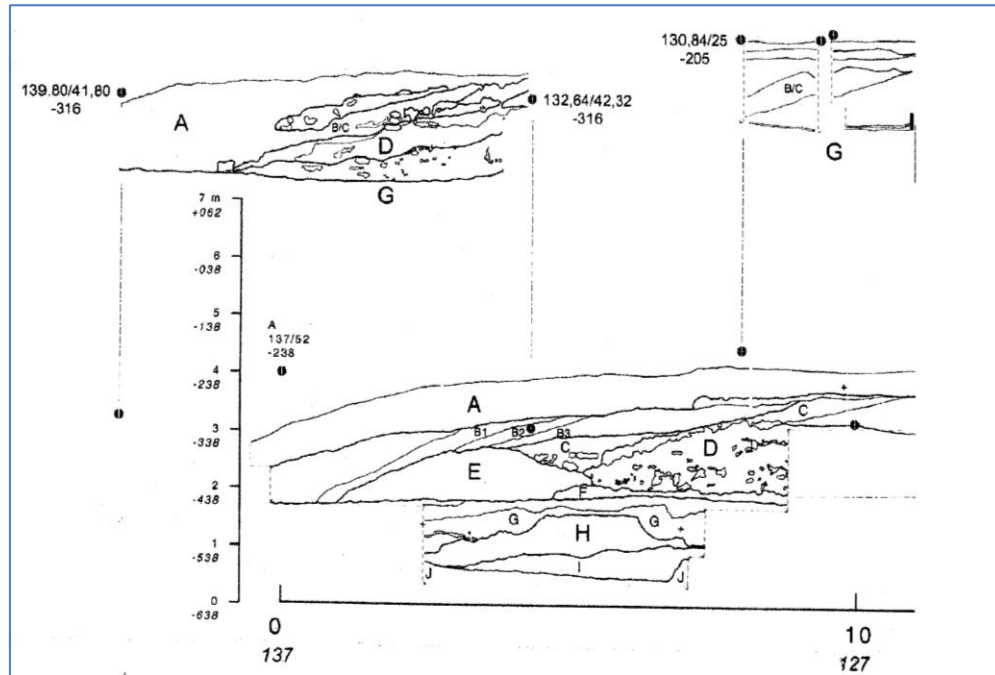 130,84/25
-205
139.80/41,80
-316
132,64/42,32
-316
A
B/C
D
G
B/C
G
7 m
+062
6
-038
5
-138
4
-238
3
-338
2
-438
1
-538
0
-638
A
137/52
-238
A
B1
B2
B3
C
C
D
E
F
G
H
G
I
J
J
0
137
10
127